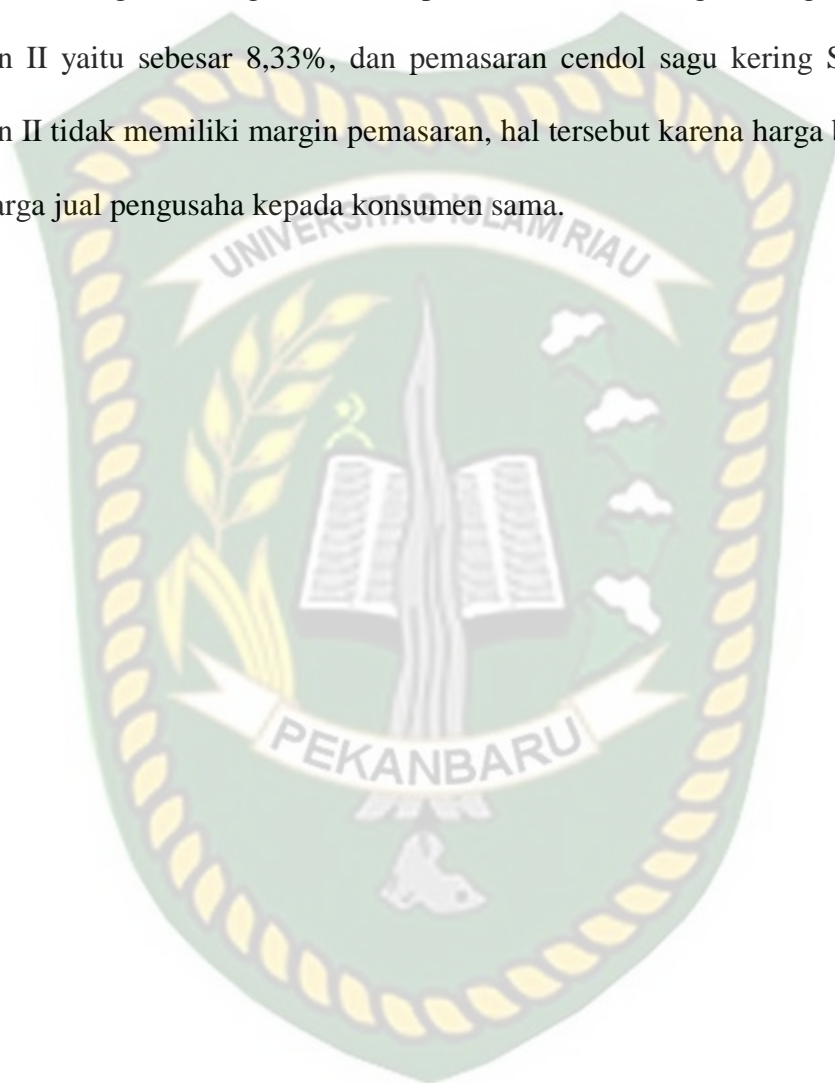 n II yaitu sebesar 8,33%, dan pemasaran cendol sagu kering S
n II tidak memiliki margin pemasaran, hal tersebut karena harga b
arga jual pengusaha kepada konsumen sama.
UNIVERSITAS ISLAM RIAU
PEKANBARU